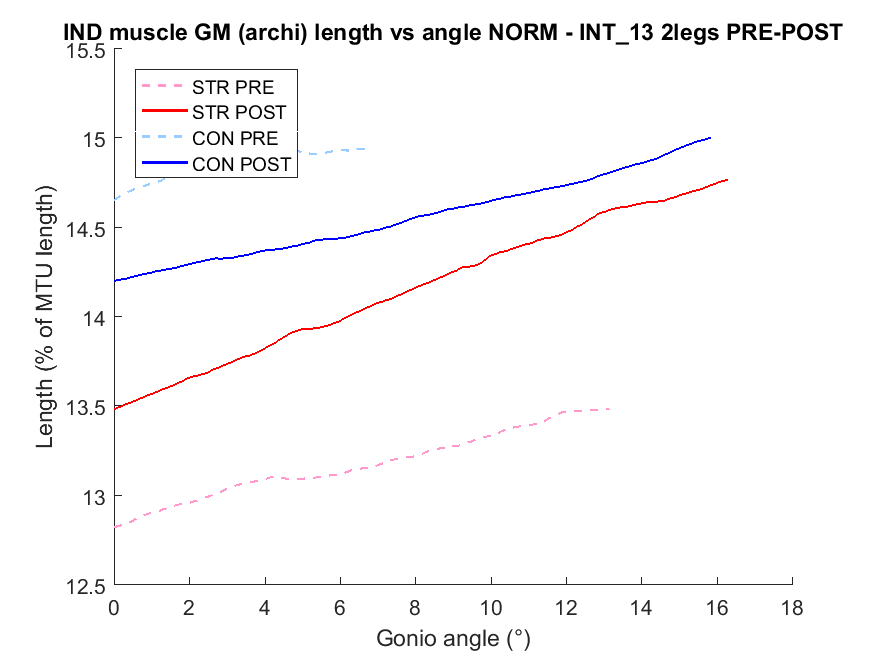 IND muscle GM (archi) length vs angle NORM - INT_13 2legs PRE-POST
15.5
15
14.5
14
13.5
13
12.5
Length (% of MTU length)
STR PRE
STR POST
CON PRE
CON POST
0 2 4 6 8 10 12 14 16 18
Gonio angle (°)